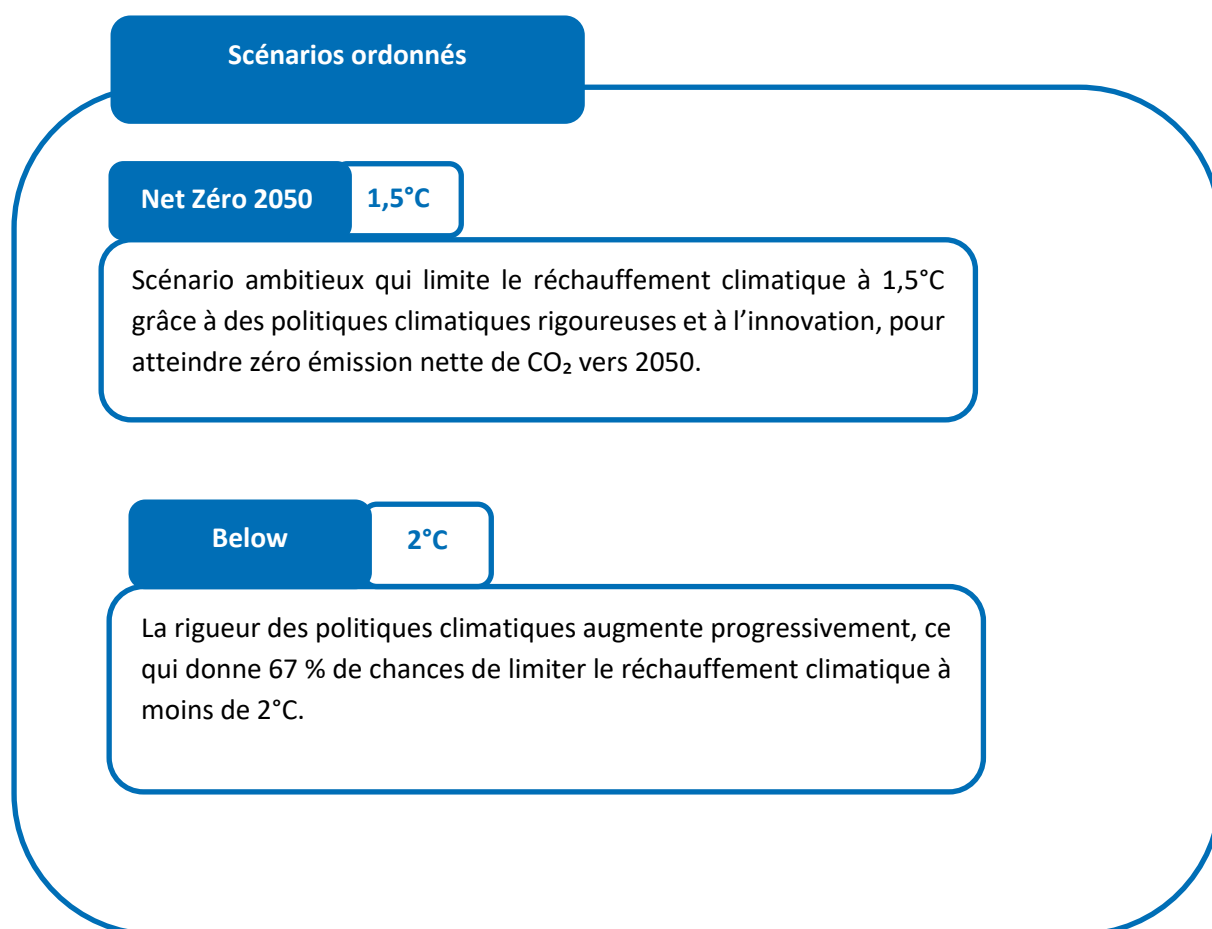 Scénarios ordonnés
Net Zéro 2050 1,5°C
Scénario ambitieux qui limite le réchauffement climatique à 1,5°C
grâce à des politiques climatiques rigoureuses et à l’innovation, pour
atteindre zéro émission nette de CO₂ vers 2050.
Below 2°C
La rigueur des politiques climatiques augmente progressivement, ce
qui donne 67 % de chances de limiter le réchauffement climatique à
moins de 2°C.